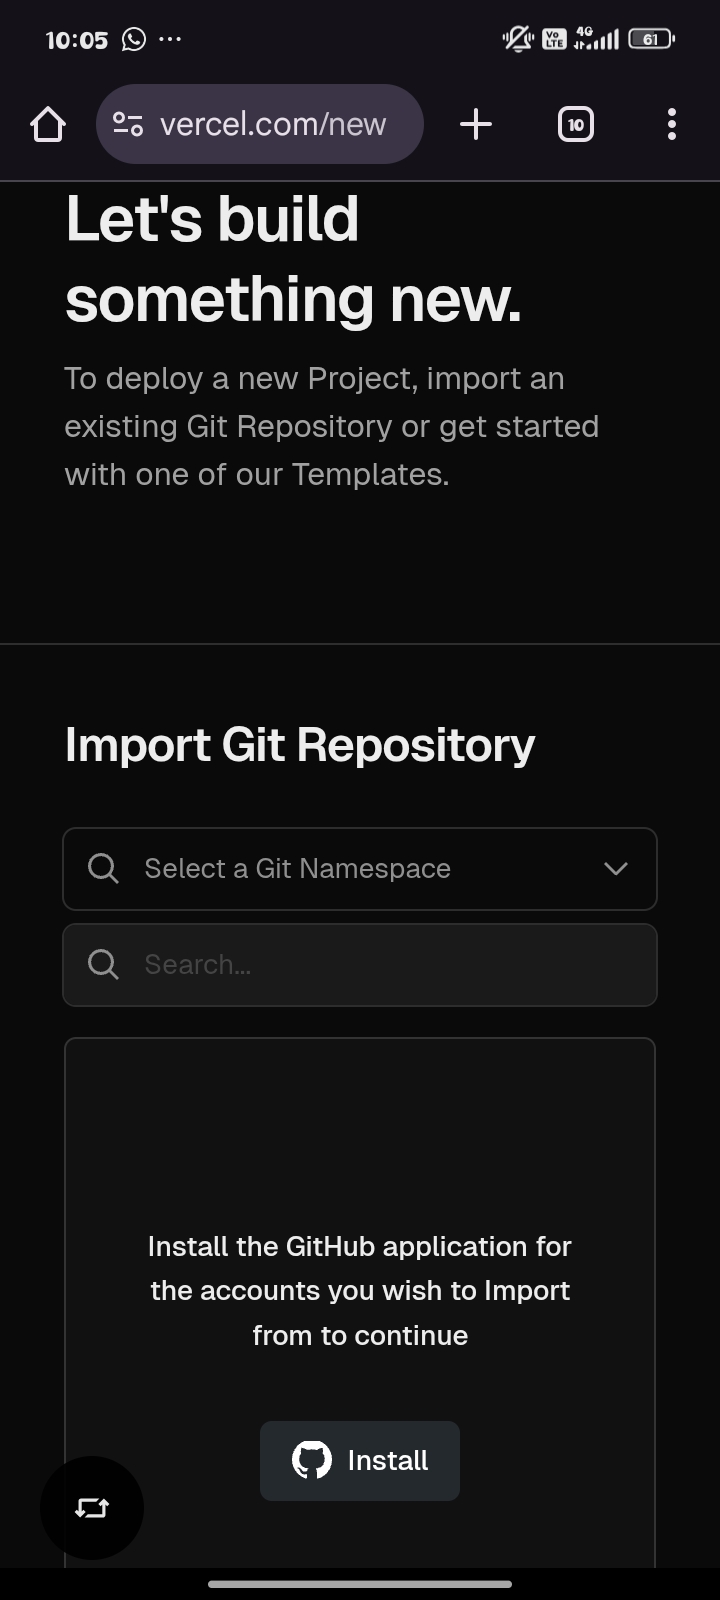 10:05
Vo
LTE
4G
61
vercel.com/new
10
Let's build
something new.
To deploy a new Project, import an
existing Git Repository or get started
with one of our Templates.
Import Git Repository
Select a Git Namespace
Search...
Install the GitHub application for
the accounts you wish to Import
from to continue
Install